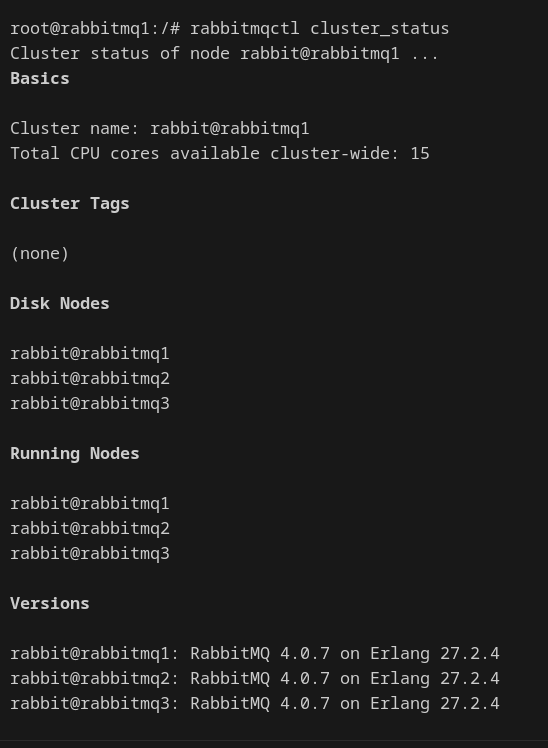 root@rabbitmq1:/# rabbitmqctl cluster_status
Cluster status of node rabbit@rabbitmq1 ...
Basics
Cluster name: rabbit@rabbitmq1
Total CPU cores available cluster-wide: 15
Cluster Tags
(none)
Disk Nodes
rabbit@rabbitmq1
rabbit@rabbitmq2
rabbit@rabbitmq3
Running Nodes
rabbit@rabbitmq1
rabbit@rabbitmq2
rabbit@rabbitmq3
Versions
rabbit@rabbitmq1: RabbitMQ 4.0.7 on Erlang 27.2.4
rabbit@rabbitmq2: RabbitMQ 4.0.7 on Erlang 27.2.4
rabbit@rabbitmq3: RabbitMQ 4.0.7 on Erlang 27.2.4